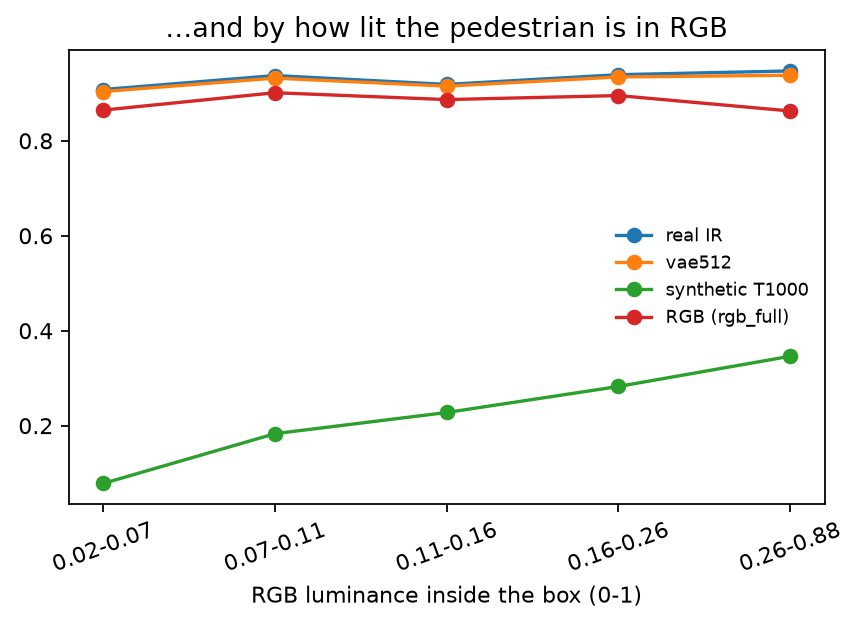 ...and by how lit the pedestrian is in RGB
0.8
0.6
0.4
0.2
real IR
vae512
synthetic T1000
RGB (rgb_full)
0.02-0.07
0.07-0.11
0.11-0.16
0.16-0.26
0.26-0.88
RGB luminance inside the box (0-1)